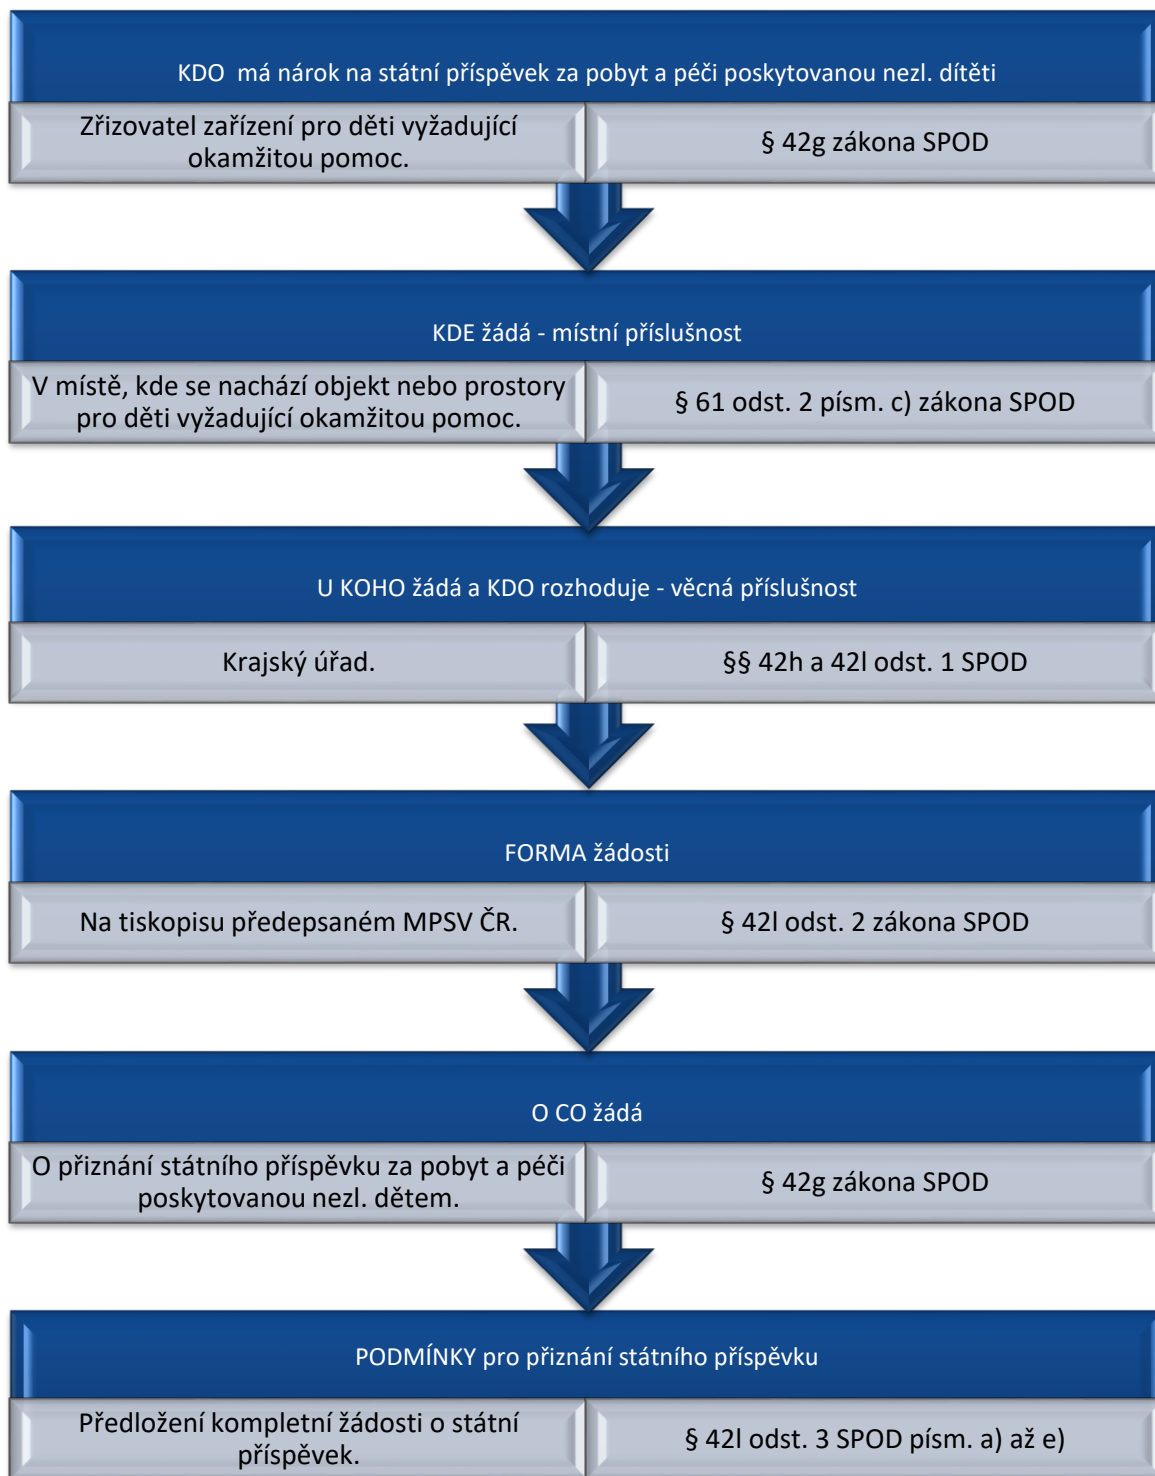 KDO má nárok na státní příspěvek za pobyt a péči poskytovanou nezl. dítěti
Zřizovatel zařízení pro děti vyžadující
okamžitou pomoc.
§ 42g zákona SPOD
KDE žádá - místní příslušnost
V místě, kde se nachází objekt nebo prostory
pro děti vyžadující okamžitou pomoc.
§ 61 odst. 2 písm. c) zákona SPOD
U KOHO žádá a KDO rozhoduje - věcná příslušnost
Krajský úřad.
§§ 42h a 42l odst. 1 SPOD
FORMA žádosti
Na tiskopisu předepsaném MPSV ČR.
§ 42l odst. 2 zákona SPOD
O CO žádá
O přiznání státního příspěvku za pobyt a péči
poskytovanou nezl. dětem.
§ 42g zákona SPOD
PODMÍNKY pro přiznání státního příspěvku
Předložení kompletní žádosti o státní
příspěvek.
§ 42l odst. 3 SPOD písm. a) až e)